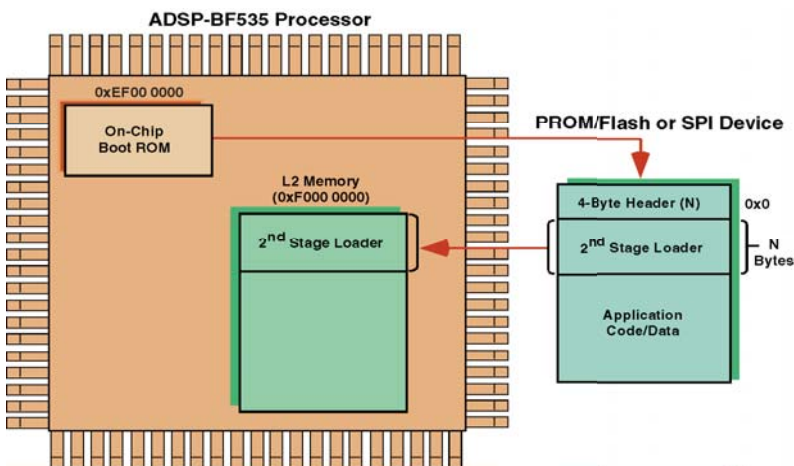 ADSP-BF535 Processor
0xEF00 0000
On-Chip
Boot ROM
L2 Memory
(0xF000 0000)
2nd Stage Loader
PROM/Flash or SPI Device
4-Byte Header (N)
0x0
2nd Stage Loader
N
Bytes
Application
Code/Data